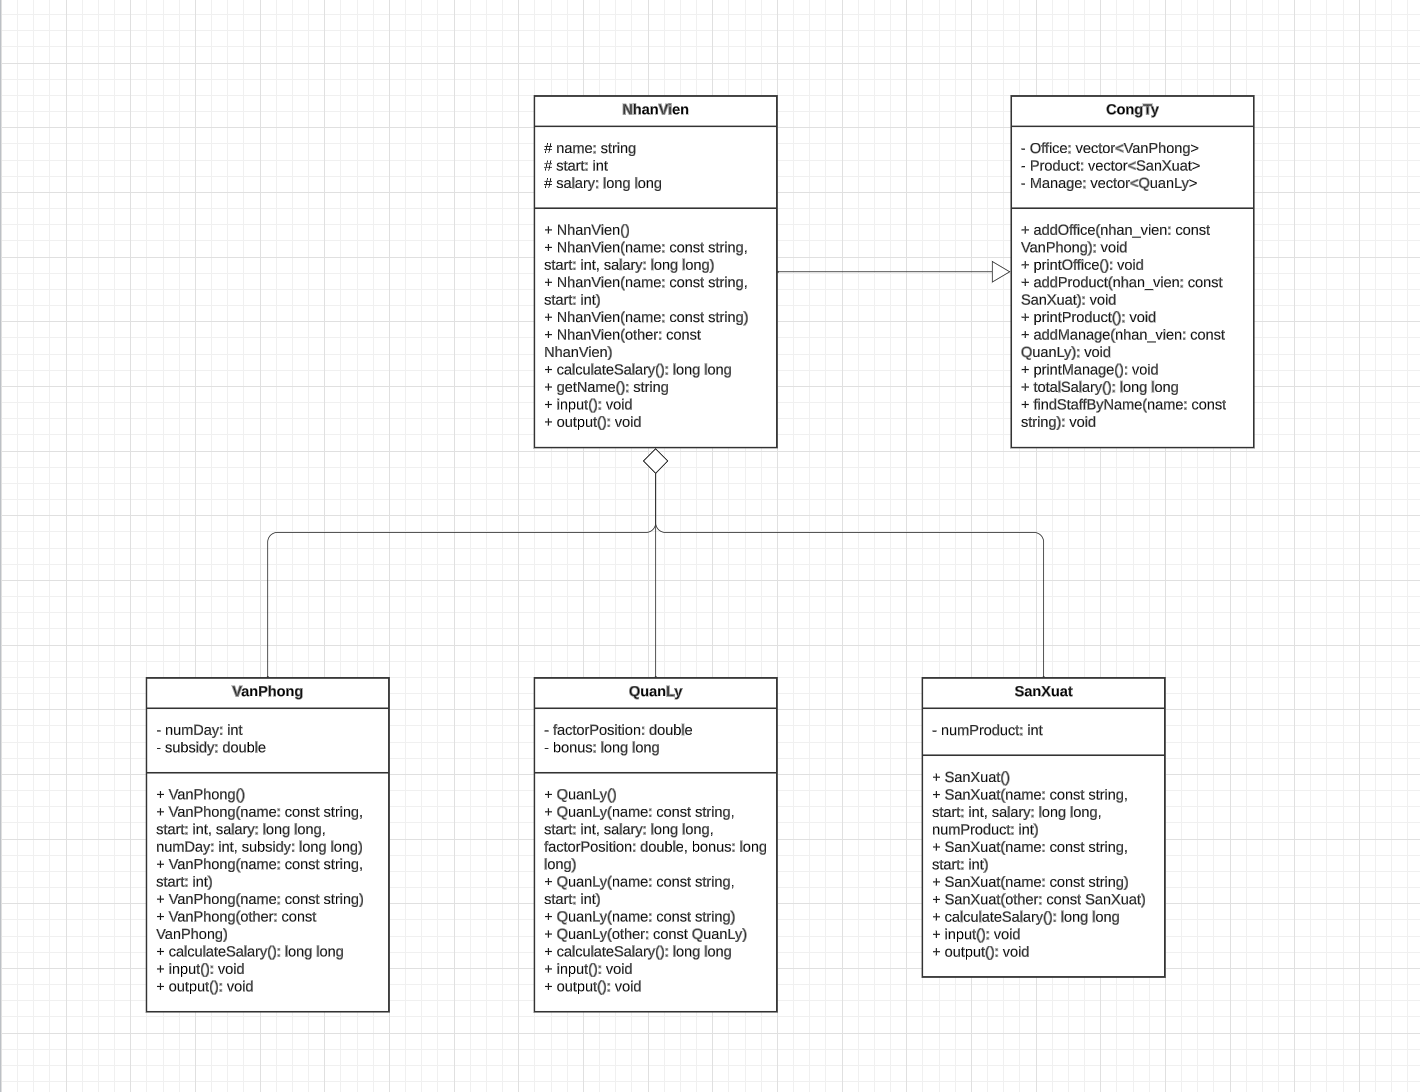 NhanVien
# name: string
# start: int
# salary: long long
+ NhanVien()
+ NhanVien(name: const string,
start: int, salary: long long)
+ NhanVien(name: const string,
start: int)
+ NhanVien(name: const string)
+ NhanVien(other: const
NhanVien)
+ calculateSalary(): long long
+ getName(): string
+ input(): void
+ output(): void
CongTy
- Office: vector<VanPhong>
- Product: vector<SanXuat>
- Manage: vector<QuanLy>
+ addOffice(nhan_vien: const
VanPhong): void
+ printOffice(): void
+ addProduct(nhan_vien: const
SanXuat): void
+ printProduct(): void
+ addManage(nhan_vien: const
QuanLy): void
+ printManage(): void
+ totalSalary(): long long
+ findStaffByName(name: const
string): void
VanPhong
- numDay: int
- subsidy: double
+ VanPhong()
+ VanPhong(name: const string,
start: int, salary: long long,
numDay: int, subsidy: long long)
+ VanPhong(name: const string,
start: int)
+ VanPhong(name: const string)
+ VanPhong(other: const
VanPhong)
+ calculateSalary(): long long
+ input(): void
+ output(): void
QuanLy
- factorPosition: double
- bonus: long long
+ QuanLy()
+ QuanLy(name: const string,
start: int, salary: long long,
factorPosition: double, bonus: long
long)
+ QuanLy(name: const string,
start: int)
+ QuanLy(name: const string)
+ QuanLy(other: const QuanLy)
+ calculateSalary(): long long
+ input(): void
+ output(): void
SanXuat
- numProduct: int
+ SanXuat()
+ SanXuat(name: const string,
start: int, salary: long long,
numProduct: int)
+ SanXuat(name: const string,
start: int)
+ SanXuat(name: const string)
+ SanXuat(other: const SanXuat)
+ calculateSalary(): long long
+ input(): void
+ output(): void